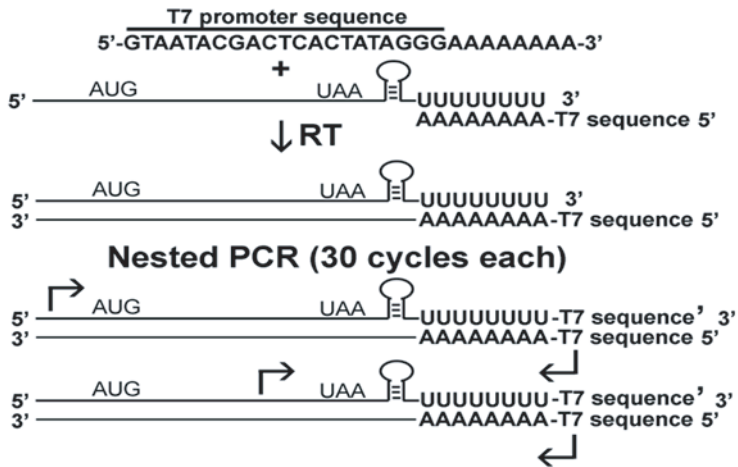 T7 promoter sequence
5'-GTAATACGACTCACTATAGGGAAAAAAAA-3'
+
5' AUG UAA UUUUUUUU 3'
AAAAAAAA-T7 sequence 5'
↓ RT
5' AUG UAA UUUUUUUU 3'
3' AAAAAAAA-T7 sequence 5'
Nested PCR (30 cycles each)
5' AUG UAA UUUUUUUU-T7 sequence’ 3'
3' AAAAAAAA-T7 sequence 5'
5' AUG UAA UUUUUUUU-T7 sequence’ 3'
3' AAAAAAAA-T7 sequence 5'